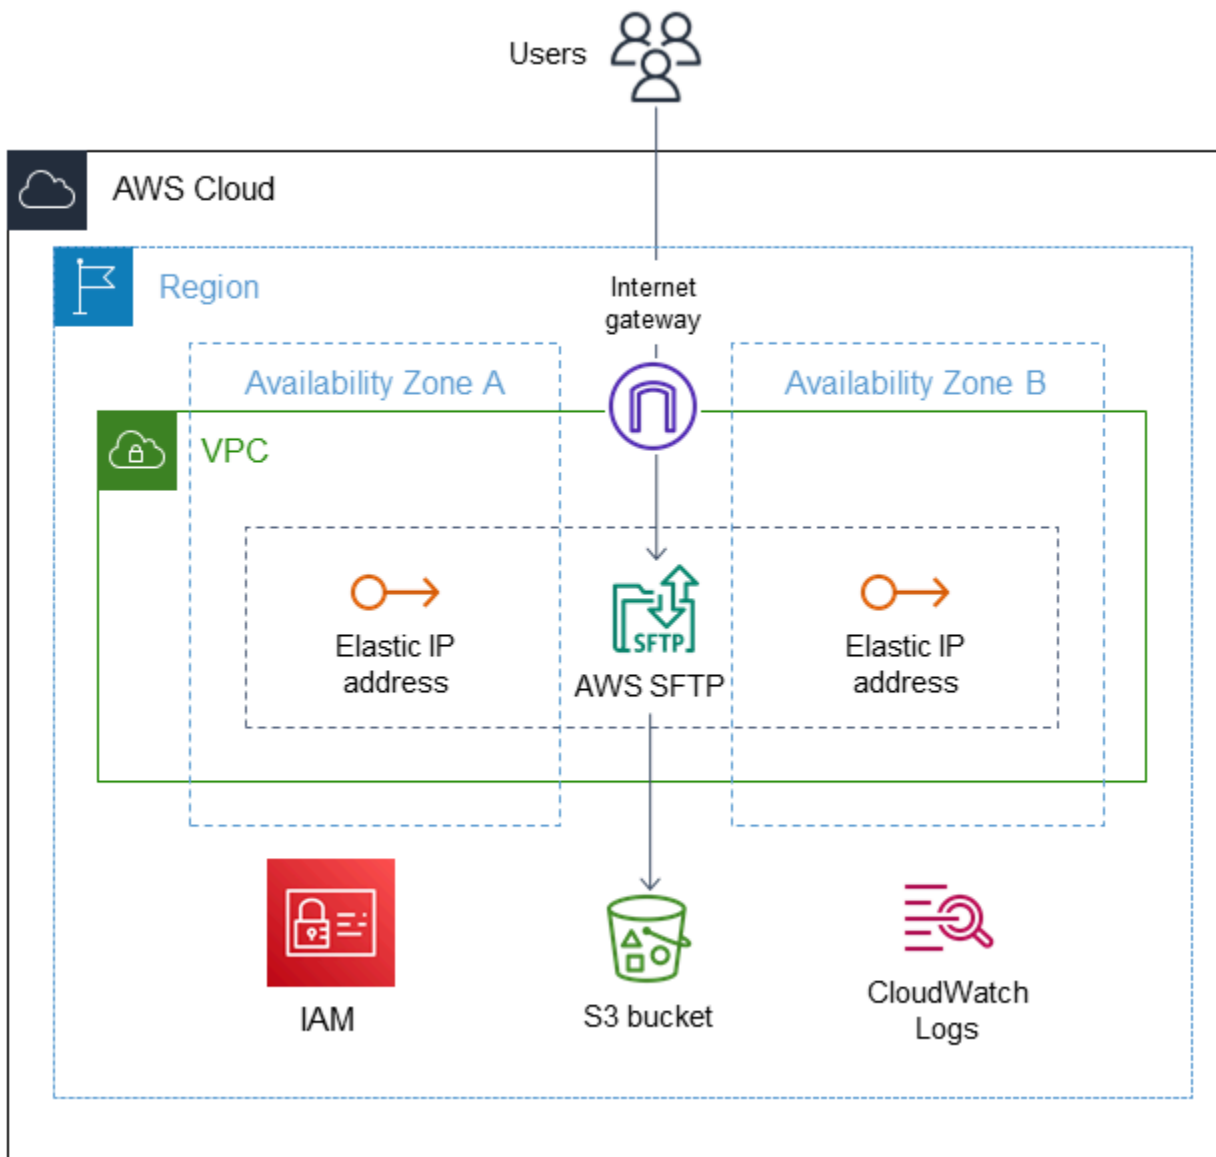 Users
AWS Cloud
Region
Internet
gateway
Availability Zone A
Availability Zone B
VPC
Elastic IP
address
SFTP
AWS SFTP
Elastic IP
address
IAM
S3 bucket
CloudWatch
Logs